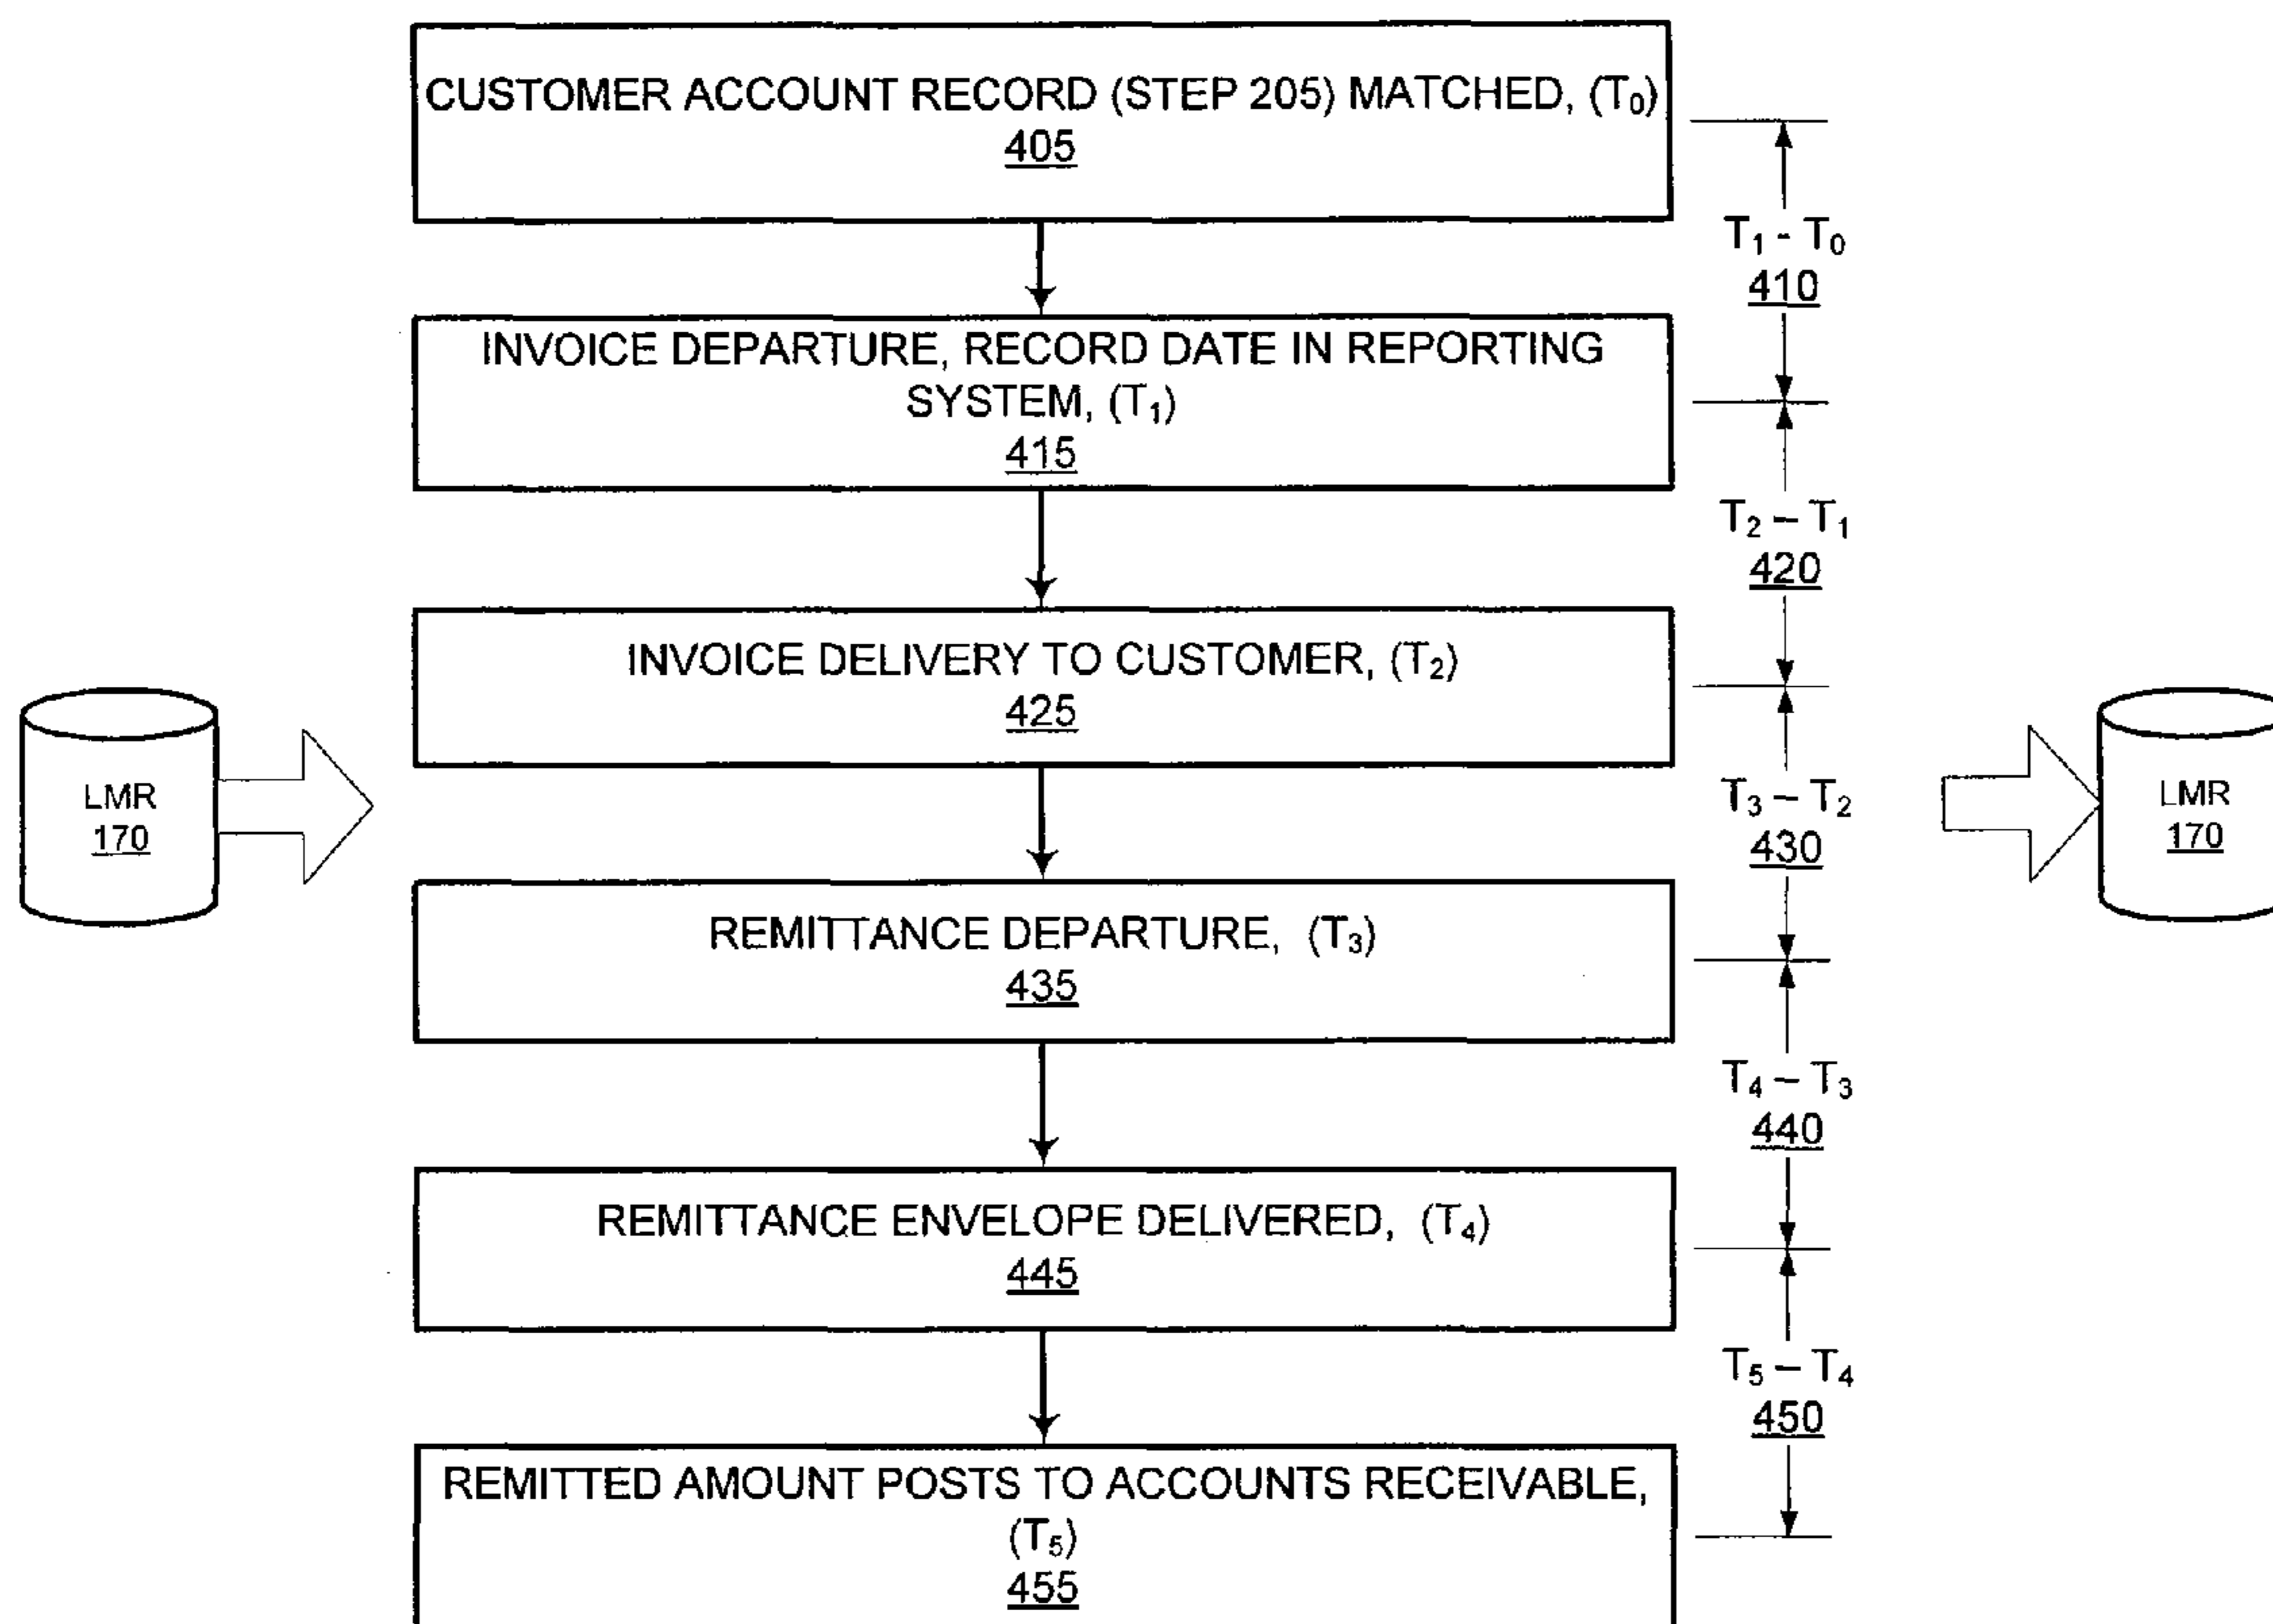 CUSTOMER ACCOUNT RECORD (STEP 205) MATCHED, (T₀)
405
T₁ - T₀
410
INVOICE DEPARTURE, RECORD DATE IN REPORTING
SYSTEM, (T₁)
415
T₂ – T₁
420
INVOICE DELIVERY TO CUSTOMER, (T₂)
425
LMR
170
T₃ – T₂
430
LMR
170
REMITTANCE DEPARTURE, (T₃)
435
T₄ – T₃
440
REMITTANCE ENVELOPE DELIVERED, (T₄)
445
T₅ – T₄
450
REMITTED AMOUNT POSTS TO ACCOUNTS RECEIVABLE,
(T₅)
455